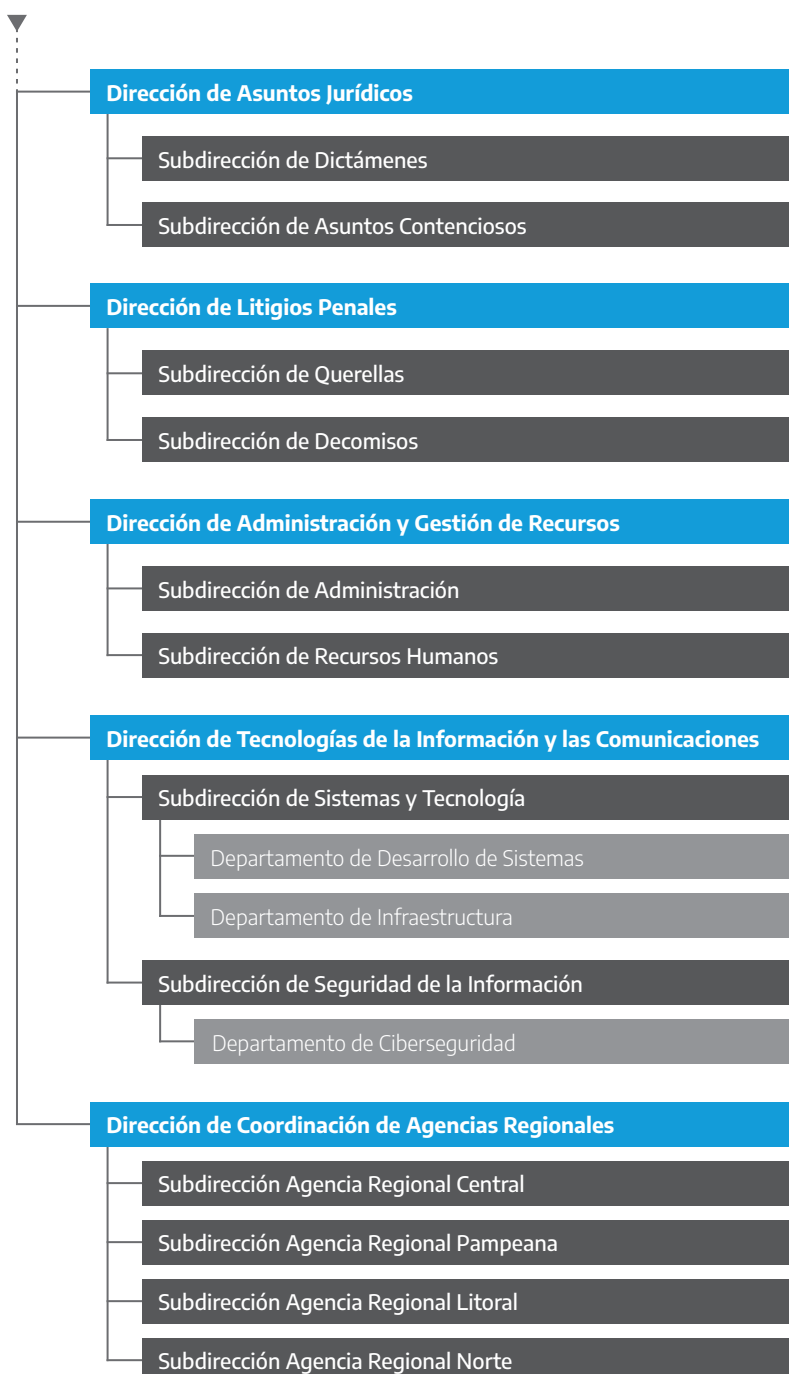 Dirección de Asuntos Jurídicos
Subdirección de Dictámenes
Subdirección de Asuntos Contenciosos
Dirección de Litigios Penales
Subdirección de Querellas
Subdirección de Decomisos
Dirección de Administración y Gestión de Recursos
Subdirección de Administración
Subdirección de Recursos Humanos
Dirección de Tecnologías de la Información y las Comunicaciones
Subdirección de Sistemas y Tecnología
Departamento de Desarrollo de Sistemas
Departamento de Infraestructura
Subdirección de Seguridad de la Información
Departamento de Ciberseguridad
Dirección de Coordinación de Agencias Regionales
Subdirección Agencia Regional Central
Subdirección Agencia Regional Pampeana
Subdirección Agencia Regional Litoral
Subdirección Agencia Regional Norte